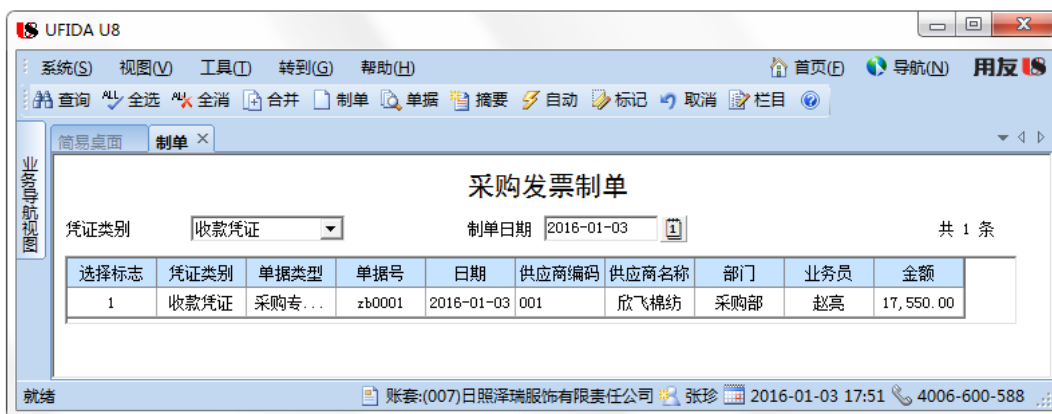 UFIDA U8
系统(S) 视图(V) 工具(T) 转到(G) 帮助(H) 首页(F) 导航(N) 用友
查询 ALL 全选 ALL 全消 合并 制单 单据 摘要 自动 标记 取消 栏目
简易桌面 制单
业务导航视图
采购发票制单
凭证类别 收款凭证 制单日期 2016-01-03 1 共 1 条
选择标志 凭证类别 单据类型 单据号 日期 供应商编码 供应商名称 部门 业务员 金额
1 收款凭证 采购专... zb0001 2016-01-03 001 欣飞棉纺 采购部 赵亮 17,550.00
就绪 账套:(007)日照泽瑞服饰有限责任公司 张珍 2016-01-03 17:51 4006-600-588